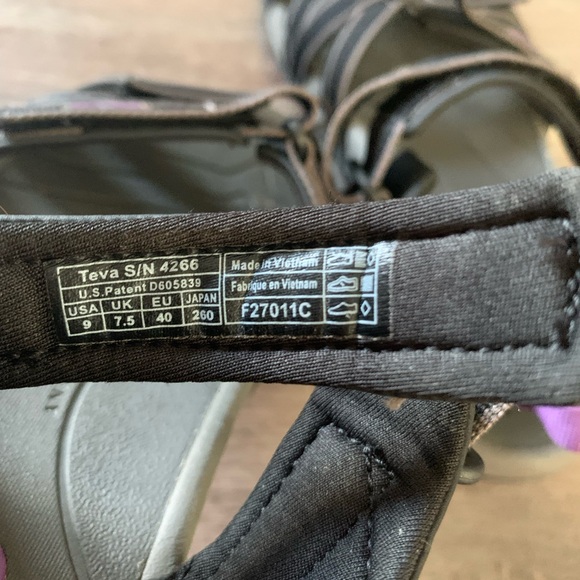 Teva S/N 4266
U.S.Patent D605839
USA UK EU JAPAN
9 7.5 40 260
Made in Vietnam
Fabrique en Vietnam
F27011C